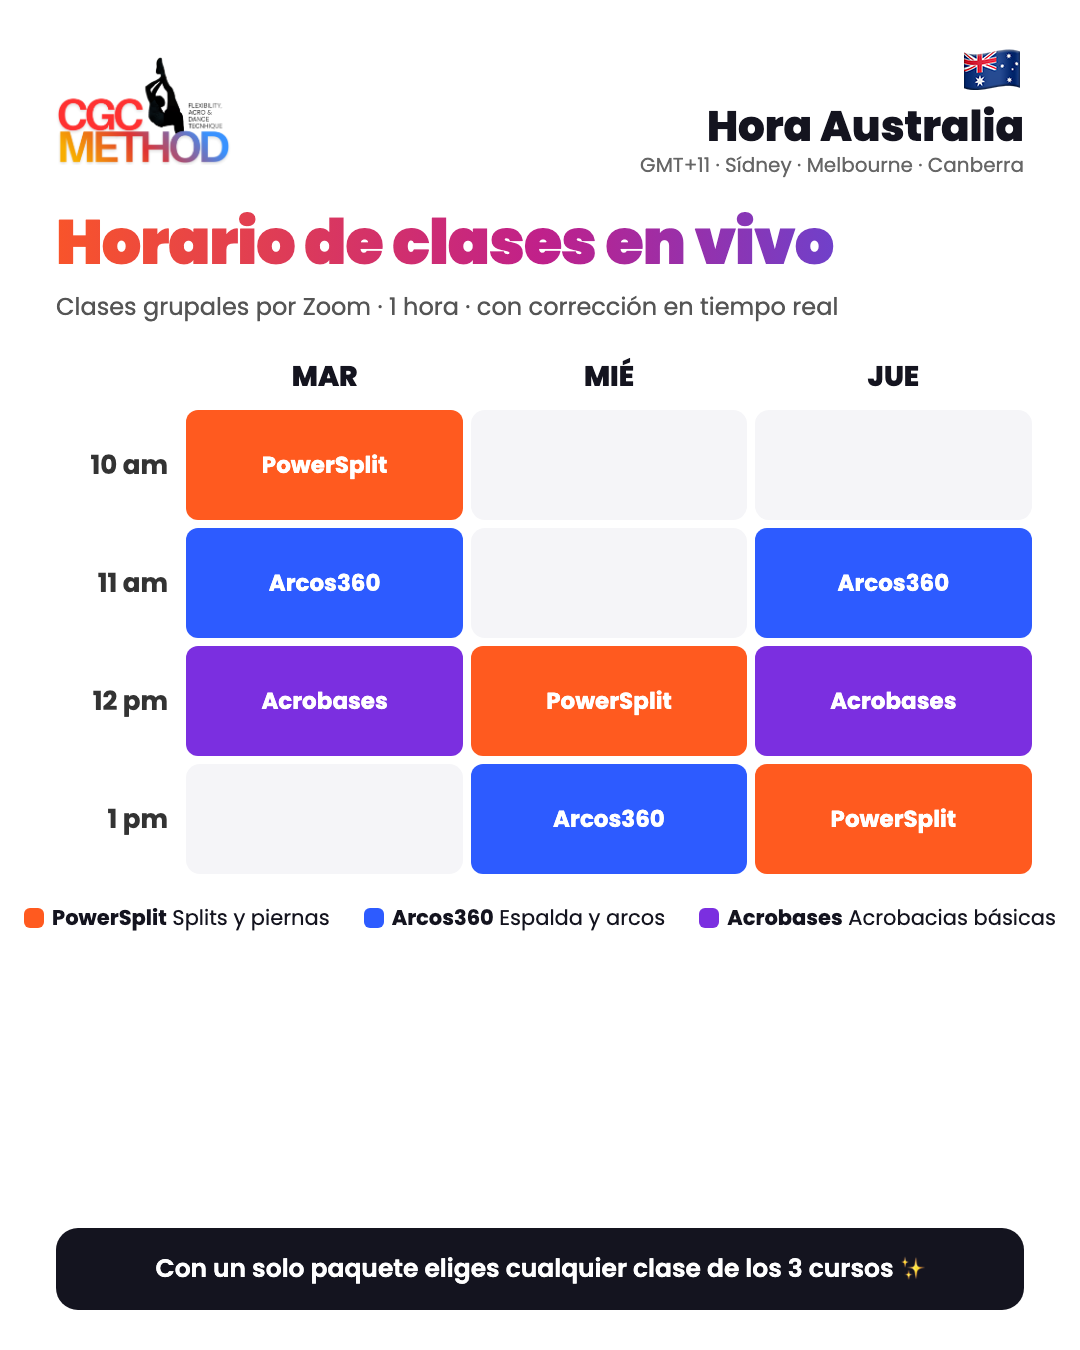 CGC
METHOD
FLEXIBILITY,
ACRO &
DANCE
TECNHIQUE
Hora Australia
GMT+11 · Sídney · Melbourne · Canberra
Horario de clases en vivo
Clases grupales por Zoom · 1 hora · con corrección en tiempo real
MAR MIÉ JUE
10 am PowerSplit
11 am Arcos360 Arcos360
12 pm Acrobases PowerSplit Acrobases
1 pm Arcos360 PowerSplit
PowerSplit Splits y piernas Arcos360 Espalda y arcos Acrobases Acrobacias básicas
Con un solo paquete eliges cualquier clase de los 3 cursos ✨